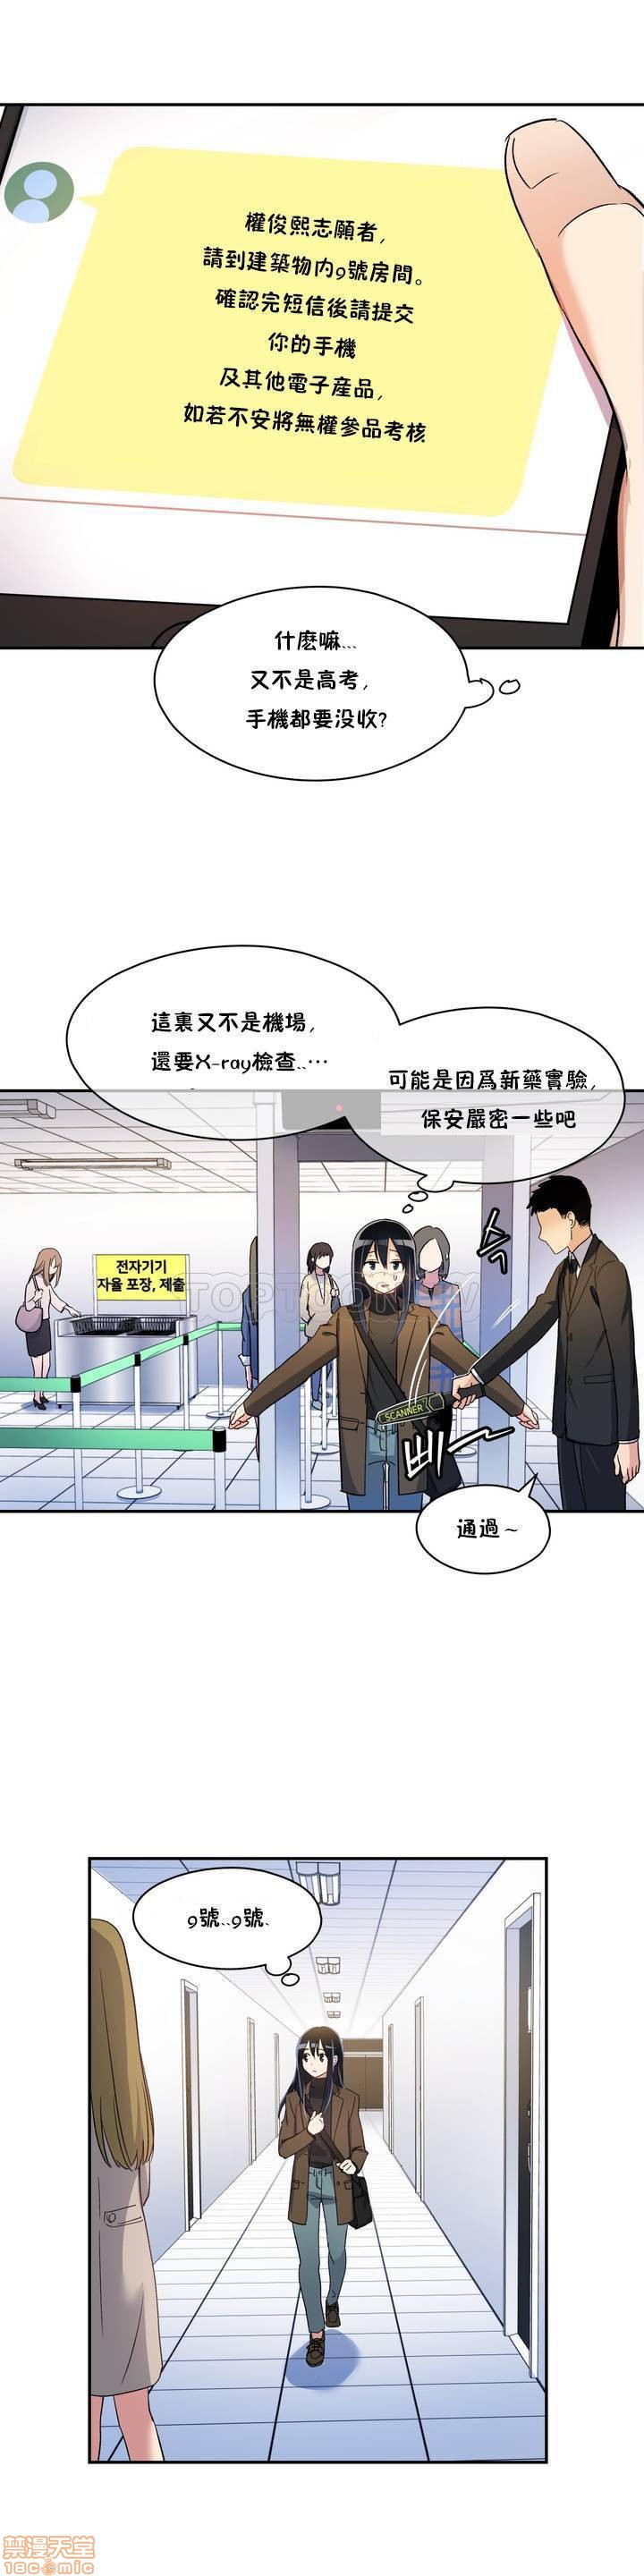 權俊熙志願者,
請到建築物内9號房間。
確認完短信後請提交
你的手機
及其他電子産品,
如若不安將無權參品考核
什麽嘛...
又不是高考,
手機都要没收?
這裏又不是機場,
還要X-ray檢查..…
可能是因爲新藥實驗,
保安嚴密一些吧
전자기기
자율 포장, 제출
TOPTOON.TW
슥~
SCANNER
삐~
通過~
9號..9號.
禁漫天堂
18comic